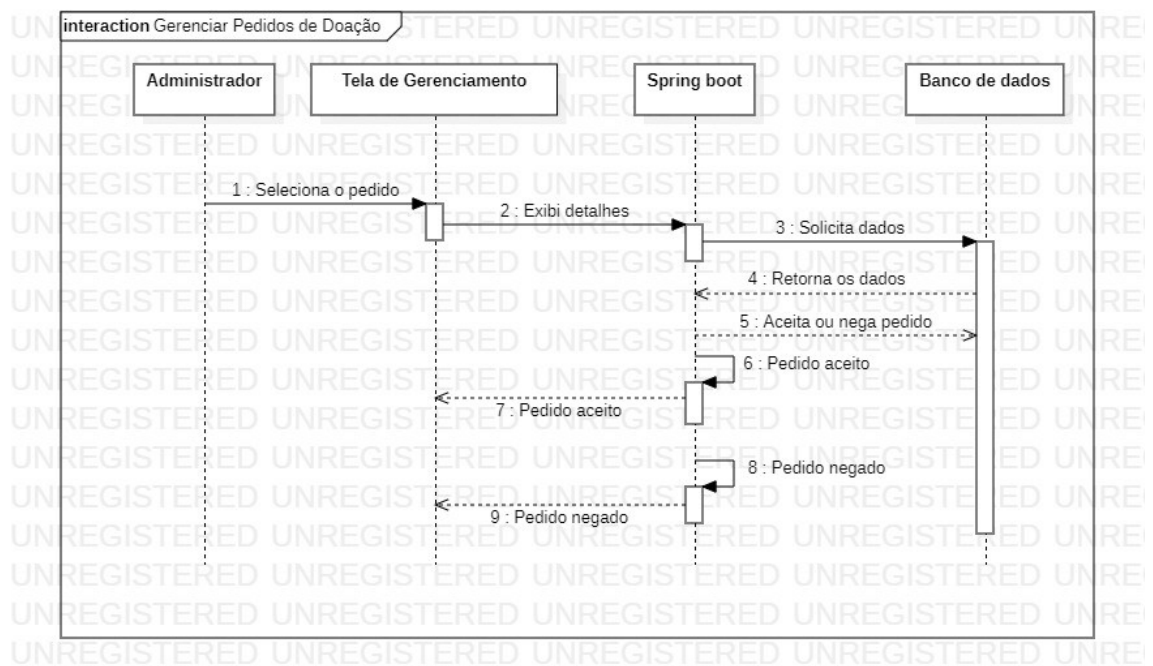 interaction Gerenciar Pedidos de Doação
Administrador
Tela de Gerenciamento
Spring boot
Banco de dados
1 : Seleciona o pedido
2 : Exibi detalhes
3 : Solicita dados
4 : Retorna os dados
5 : Aceita ou nega pedido
6 : Pedido aceito
7 : Pedido aceito
8 : Pedido negado
9 : Pedido negado
UNREGISTERED UNREGISTERED UNREGISTERED UNREGISTERED UNRE